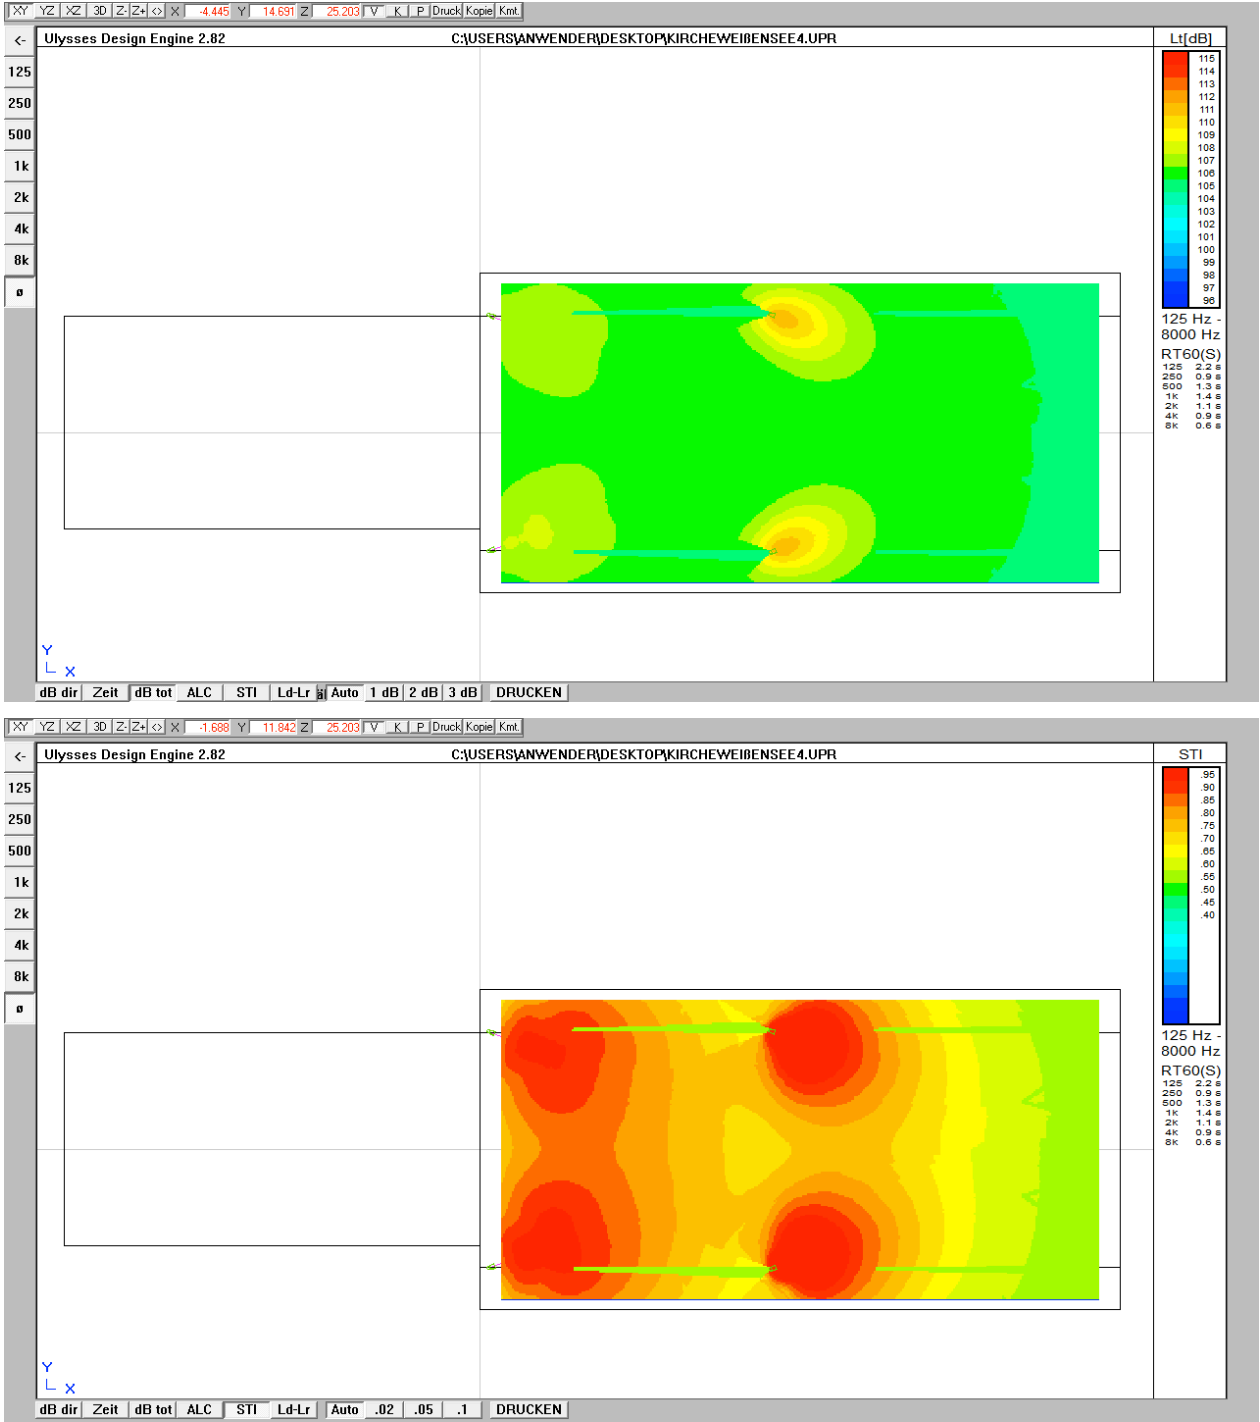 XY YZ XZ 3D Z- Z+ <> X -4.445 Y 14.691 Z 25.203 V K P Druck Kopie Kmt.
<- Ulysses Design Engine 2.82 C:\USERS\ANWENDER\DESKTOP\KIRCHEWEIßENSEE4.UPR Lt[dB]
125
250
500
1k
2k
4k
8k
ø
115
114
113
112
111
110
109
108
107
106
105
104
103
102
101
100
99
98
97
96
125 Hz -
8000 Hz
RT60(S)
125 2.2 s
250 0.9 s
500 1.3 s
1K 1.4 s
2K 1.1 s
4K 0.9 s
8K 0.6 s
Y
X
dB dir Zeit dB tot ALC STI Ld-Lr Auto 1 dB 2 dB 3 dB DRUCKEN
XY YZ XZ 3D Z- Z+ <> X -1.688 Y 11.842 Z 25.203 V K P Druck Kopie Kmt.
<- Ulysses Design Engine 2.82 C:\USERS\ANWENDER\DESKTOP\KIRCHEWEIßENSEE4.UPR STI
125
250
500
1k
2k
4k
8k
ø
.95
.90
.85
.80
.75
.70
.65
.60
.55
.50
.45
.40
125 Hz -
8000 Hz
RT60(S)
125 2.2 s
250 0.9 s
500 1.3 s
1K 1.4 s
2K 1.1 s
4K 0.9 s
8K 0.6 s
Y
X
dB dir Zeit dB tot ALC STI Ld-Lr Auto .02 .05 .1 DRUCKEN